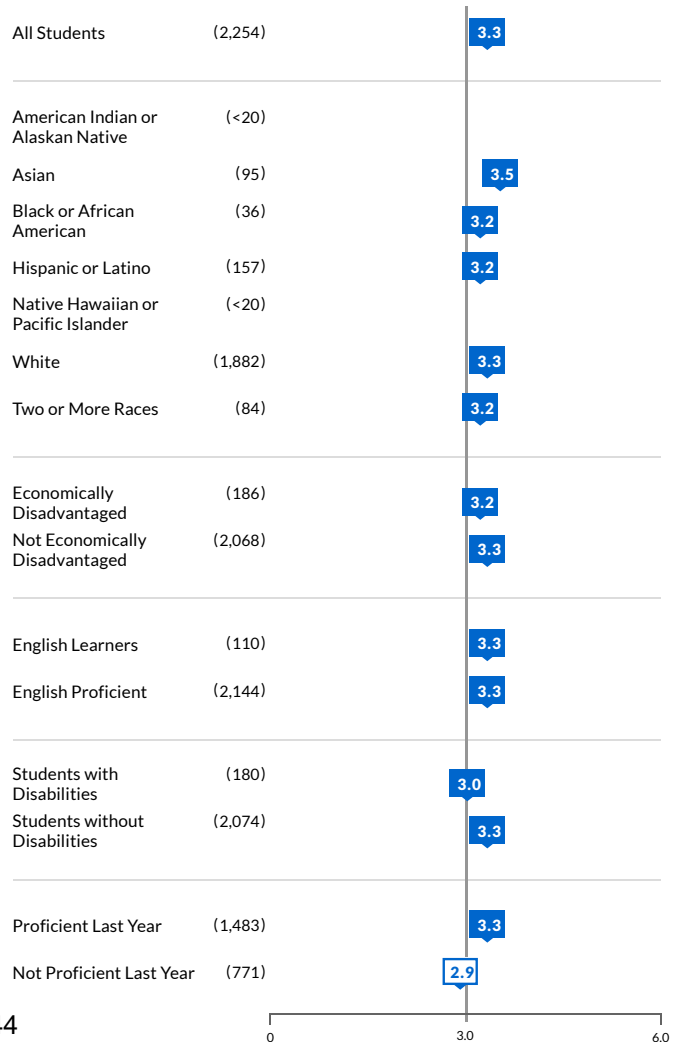 All Students (2,254) 3.3
American Indian or (<20)
Alaskan Native
Asian (95) 3.5
Black or African (36) 3.2
American
Hispanic or Latino (157) 3.2
Native Hawaiian or (<20)
Pacific Islander
White (1,882) 3.3
Two or More Races (84) 3.2
Economically (186) 3.2
Disadvantaged
Not Economically (2,068) 3.3
Disadvantaged
English Learners (110) 3.3
English Proficient (2,144) 3.3
Students with (180) 3.0
Disabilities
Students without (2,074) 3.3
Disabilities
Proficient Last Year (1,483) 3.3
Not Proficient Last Year (771) 2.9
0 3.0 6.0